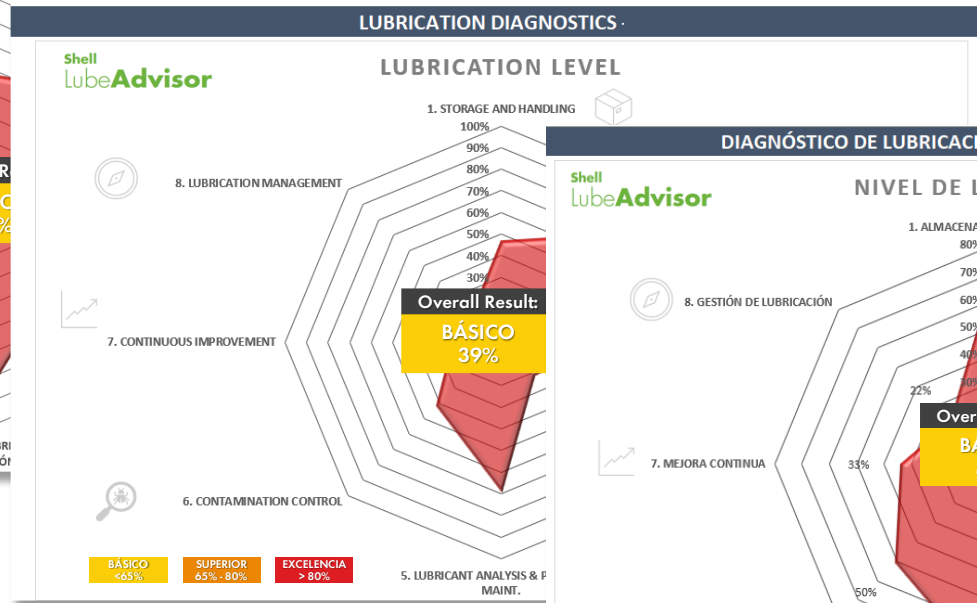 LUBRICATION DIAGNOSTICS ·
Shell
LubeAdvisor
LUBRICATION LEVEL
1. STORAGE AND HANDLING
100%
90%
80%
70%
60%
50%
40%
30%
8. LUBRICATION MANAGEMENT
7. CONTINUOUS IMPROVEMENT
6. CONTAMINATION CONTROL
Overall Result:
BÁSICO
39%
BÁSICO
<65%
SUPERIOR
65% - 80%
EXCELENCIA
> 80%
5. LUBRICANT ANALYSIS & P
MAINT.
DIAGNÓSTICO DE LUBRICACI
Shell
LubeAdvisor
NIVEL DE L
1. ALMACENA
80%
70%
60%
50%
40%
30%
8. GESTIÓN DE LUBRICACIÓN
22%
Over
BÁ
7. MEJORA CONTINUA
33%
50%